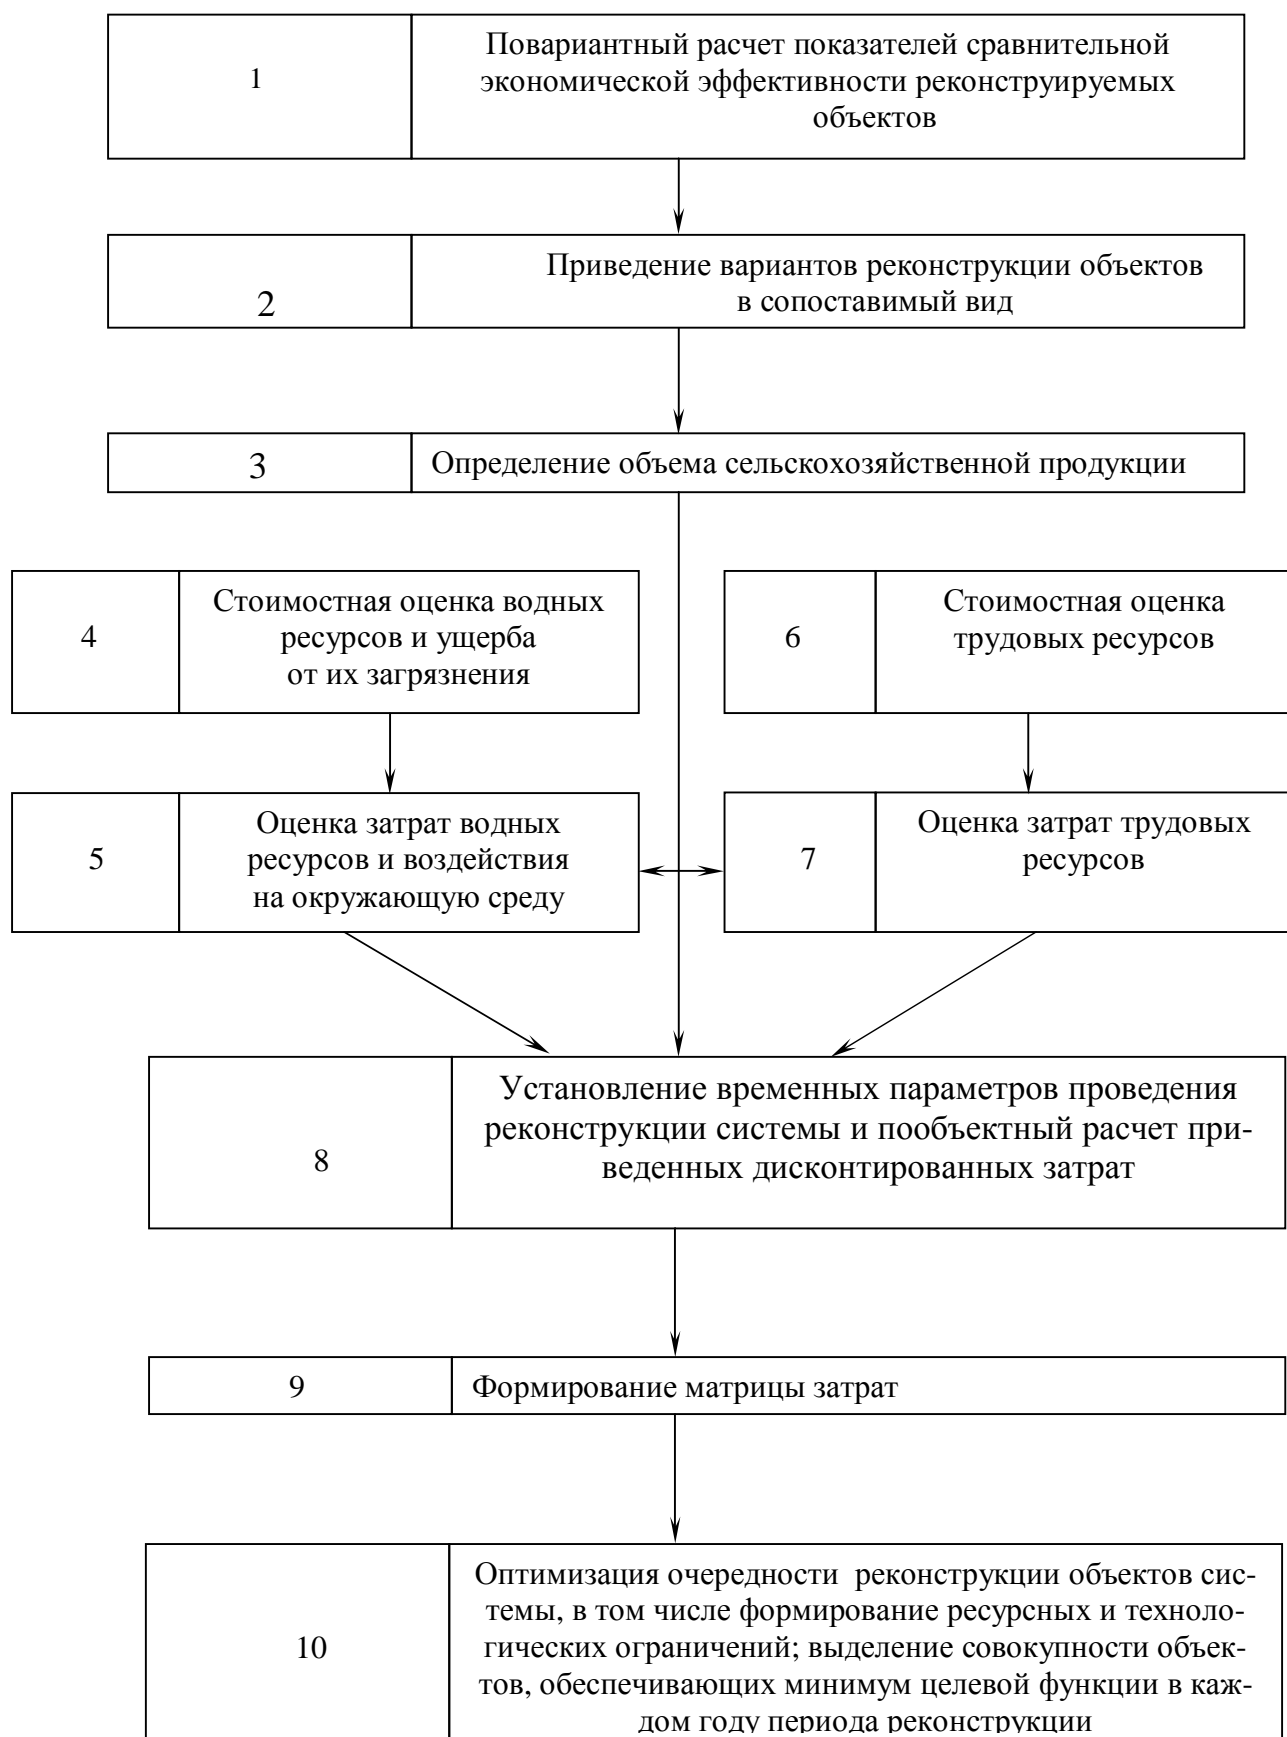 1
Повариантный расчет показателей сравнительной
экономической эффективности реконструируемых
объектов
2
Приведение вариантов реконструкции объектов
в сопоставимый вид
3
Определение объема сельскохозяйственной продукции
4
Стоимостная оценка водных
ресурсов и ущерба
от их загрязнения
6
Стоимостная оценка
трудовых ресурсов
5
Оценка затрат водных
ресурсов и воздействия
на окружающую среду
7
Оценка затрат трудовых
ресурсов
8
Установление временных параметров проведения
реконструкции системы и пообъектный расчет при-
веденных дисконтированных затрат
9
Формирование матрицы затрат
10
Оптимизация очередности реконструкции объектов сис-
темы, в том числе формирование ресурсных и техноло-
гических ограничений; выделение совокупности объек-
тов, обеспечивающих минимум целевой функции в каж-
дом году периода реконструкции